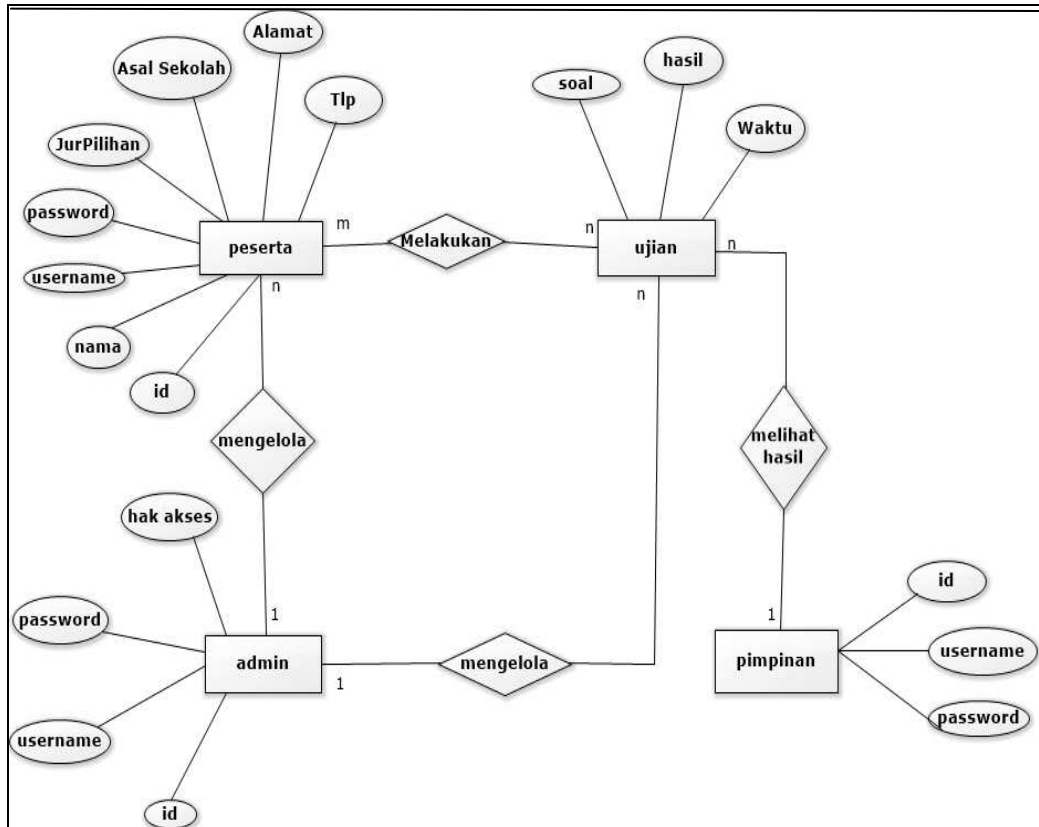 Alamat
Asal Sekolah
hasil
soal
Tlp
Waktu
JurPilihan
password
m
Melakukan
n
n
peserta
ujian
username
n
n
nama
id
mengelola
melihat
hasil
hak akses
id
password
1
1
admin
mengelola
pimpinan
username
1
password
username
id